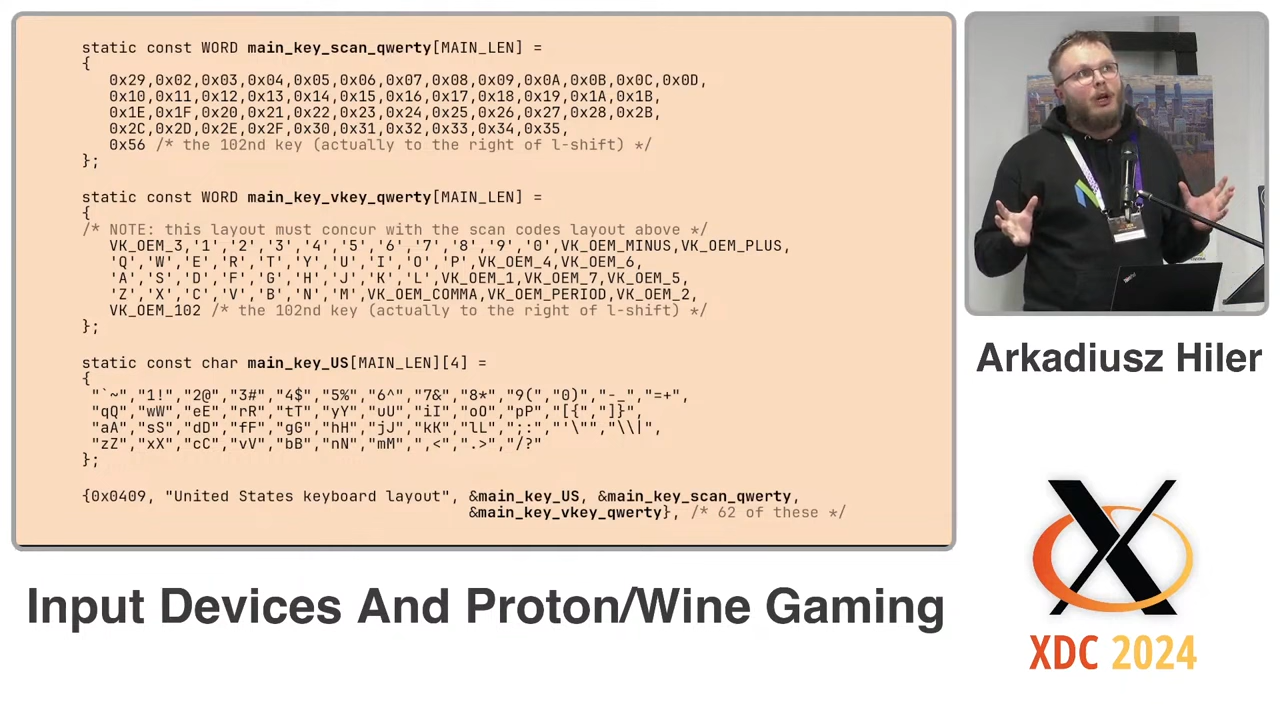 static const WORD main_key_scan_qwerty[MAIN_LEN] =
{
0x29,0x02,0x03,0x04,0x05,0x06,0x07,0x08,0x09,0x0A,0x0B,0x0C,0x0D,
0x10,0x11,0x12,0x13,0x14,0x15,0x16,0x17,0x18,0x19,0x1A,0x1B,
0x1E,0x1F,0x20,0x21,0x22,0x23,0x24,0x25,0x26,0x27,0x28,0x2B,
0x2C,0x2D,0x2E,0x2F,0x30,0x31,0x32,0x33,0x34,0x35,
0x56 /* the 102nd key (actually to the right of l-shift) */
};
static const WORD main_key_vkey_qwerty[MAIN_LEN] =
{
/* NOTE: this layout must concur with the scan codes layout above */
VK_OEM_3,'1','2','3','4','5','6','7','8','9','0',VK_OEM_MINUS,VK_OEM_PLUS,
'Q','W','E','R','T','Y','U','I','O','P',VK_OEM_4,VK_OEM_6,
'A','S','D','F','G','H','J','K','L',VK_OEM_1,VK_OEM_7,VK_OEM_5,
'Z','X','C','V','B','N','M',VK_OEM_COMMA,VK_OEM_PERIOD,VK_OEM_2,
VK_OEM_102 /* the 102nd key (actually to the right of l-shift) */
};
static const char main_key_US[MAIN_LEN][4] =
{
"`~","1!","2@","3#","4$","5%","6^","7&","8*","9(","0)","-_","=+",
"qQ","wW","eE","rR","tT","yY","uU","iI","oO","pP","[{","]}",
"aA","sS","dD","fF","gG","hH","jJ","kK","lL",";:","'\"","\\|",
"zZ","xX","cC","vV","bB","nN","mM",",<",".>","/?"
};
{0x0409, "United States keyboard layout", &main_key_US, &main_key_scan_qwerty,
&main_key_vkey_qwerty}, /* 62 of these */
Arkadiusz Hiler
Input Devices And Proton/Wine Gaming
XDC 2024